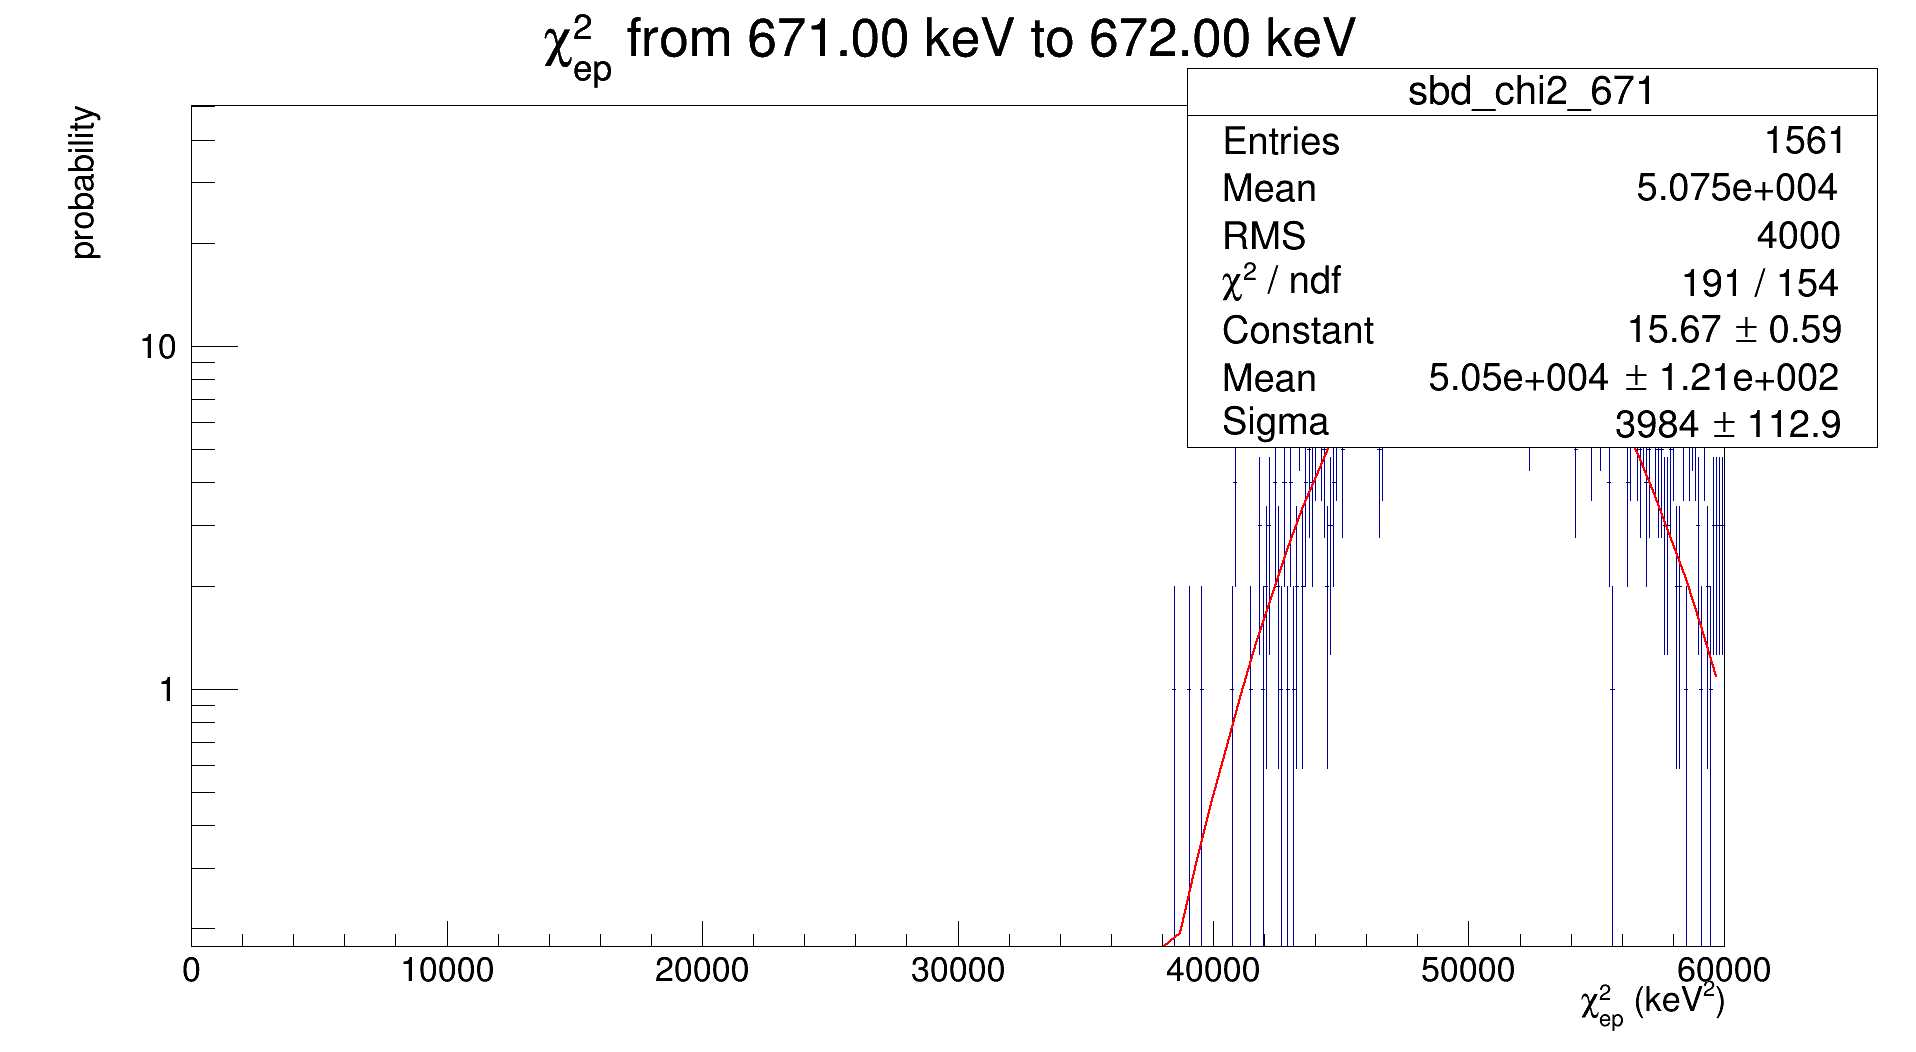 χ²ep from 671.00 keV to 672.00 keV
probability
sbd_chi2_671
Entries 1561
Mean 5.075e+004
RMS 4000
χ² / ndf 191 / 154
Constant 15.67 ± 0.59
Mean 5.05e+004 ± 1.21e+002
Sigma 3984 ± 112.9
10
1
0 10000 20000 30000 40000 50000 60000
χ²ep (keV²)